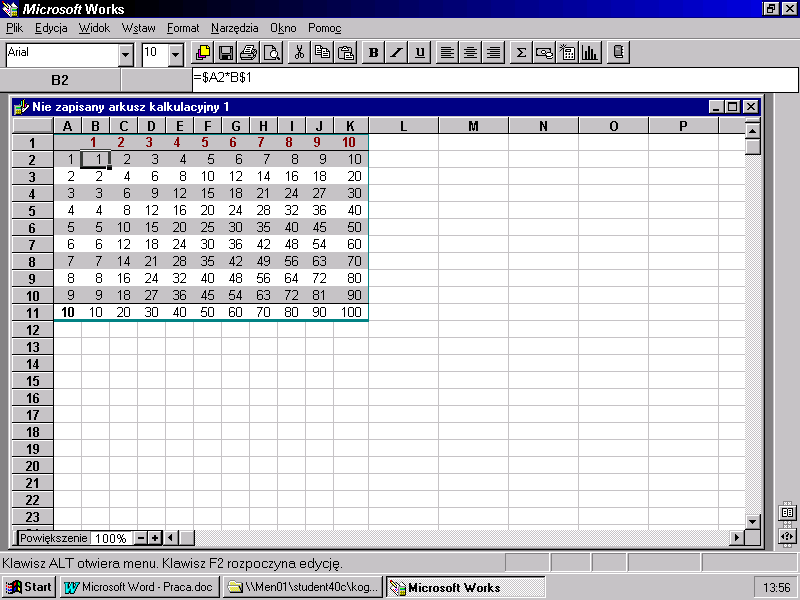 Microsoft Works
Plik Edycja Widok Wstaw Format Narzędzia Okno Pomoc
Arial 10 B I U Σ
B2 =$A2*B$1
Nie zapisany arkusz kalkulacyjny 1
A B C D E F G H I J K L M N O P
1 1 2 3 4 5 6 7 8 9 10
2 1 1 2 3 4 5 6 7 8 9 10
3 2 2 4 6 8 10 12 14 16 18 20
4 3 3 6 9 12 15 18 21 24 27 30
5 4 4 8 12 16 20 24 28 32 36 40
6 5 5 10 15 20 25 30 35 40 45 50
7 6 6 12 18 24 30 36 42 48 54 60
8 7 7 14 21 28 35 42 49 56 63 70
9 8 8 16 24 32 40 48 56 64 72 80
10 9 9 18 27 36 45 54 63 72 81 90
11 10 10 20 30 40 50 60 70 80 90 100
12
13
14
15
16
17
18
19
20
21
22
23
Powiększenie 100%
Klawisz ALT otwiera menu. Klawisz F2 rozpoczyna edycję.
Start Microsoft Word - Praca.doc \\Men01\student40c\kog... Microsoft Works 13:56